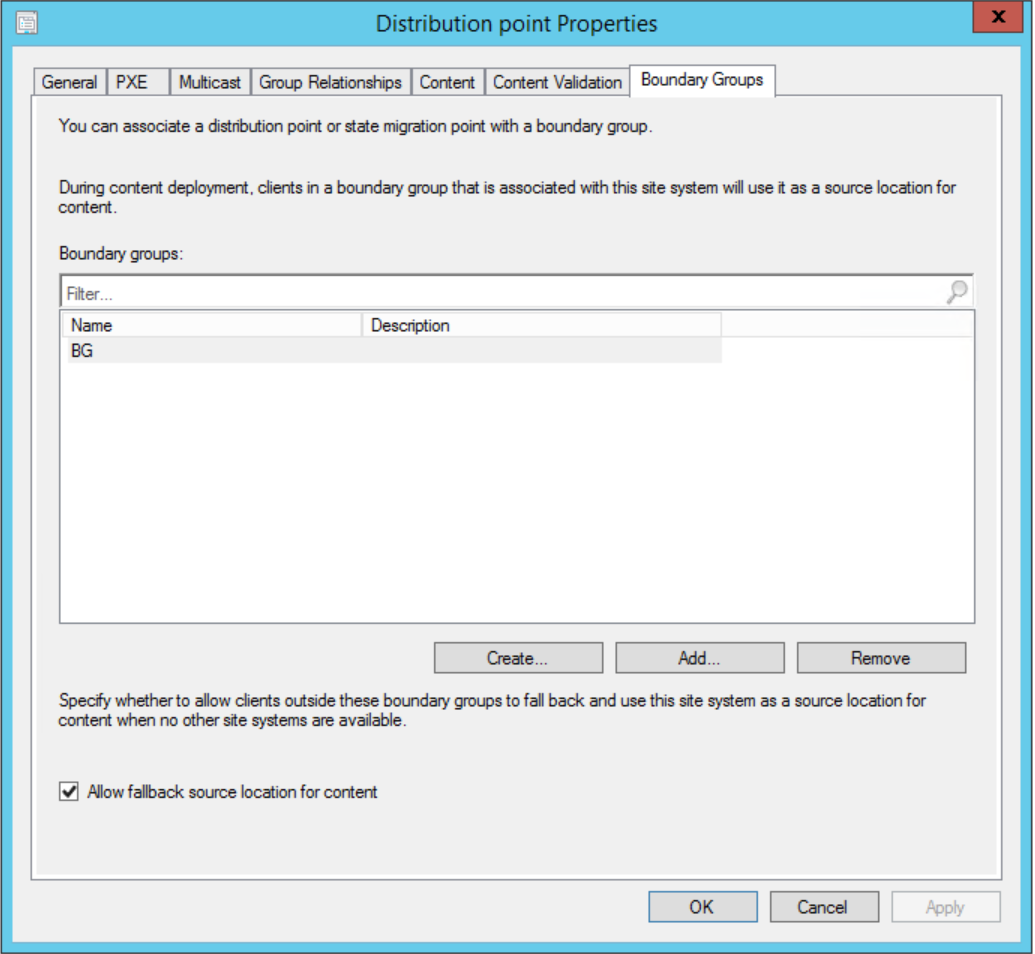 Distribution point Properties
x
General PXE Multicast Group Relationships Content Content Validation Boundary Groups
You can associate a distribution point or state migration point with a boundary group.
During content deployment, clients in a boundary group that is associated with this site system will use it as a source location for
content.
Boundary groups:
Filter...
Name Description
BG
Create... Add... Remove
Specify whether to allow clients outside these boundary groups to fall back and use this site system as a source location for
content when no other site systems are available.
Allow fallback source location for content
OK Cancel Apply